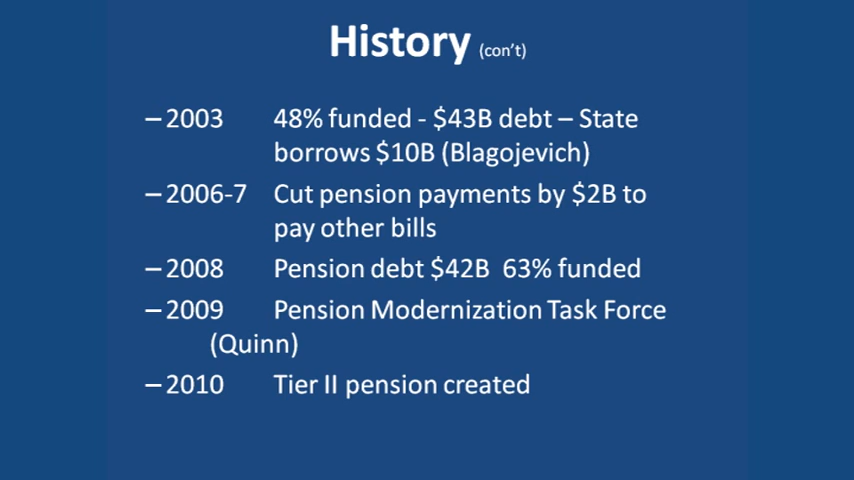 History (con't)
– 2003 48% funded - $43B debt – State
borrows $10B (Blagojevich)
– 2006-7 Cut pension payments by $2B to
pay other bills
– 2008 Pension debt $42B 63% funded
– 2009 Pension Modernization Task Force
(Quinn)
– 2010 Tier II pension created